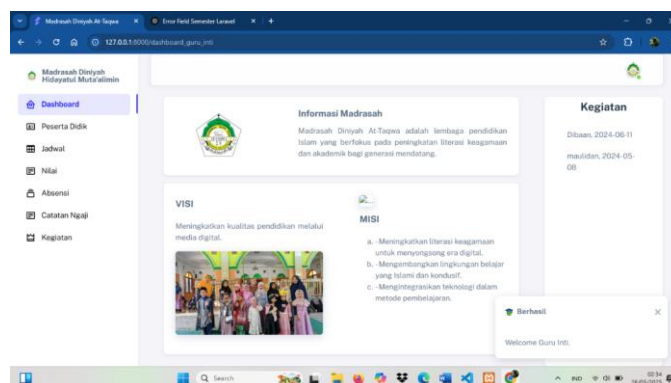 Madrasah Diniyah At-Taqwa
Error Field Semester Laravel
127.0.0.1:8000/dashboard_guru_inti
Madrasah Diniyah
Hidayatul Muta'alimin
Dashboard
Peserta Didik
Jadwal
Nilai
Absensi
Catatan Ngaji
Kegiatan
Informasi Madrasah
Madrasah Diniyah At-Taqwa adalah lembaga pendidikan
Islam yang berfokus pada peningkatan literasi keagamaan
dan akademik bagi generasi mendatang.
VISI
Meningkatkan kualitas pendidikan melalui
media digital.
MISI
a. -Meningkatkan literasi keagamaan
untuk menyongsong era digital.
b. -Mengembangkan lingkungan belajar
yang Islami dan kondusif.
c. -Mengintegrasikan teknologi dalam
metode pembelajaran.
Kegiatan
Dibaan, 2024-06-11
maulidan, 2024-05-
08
Berhasil
Welcome Guru Inti.
Search
IND
02:34